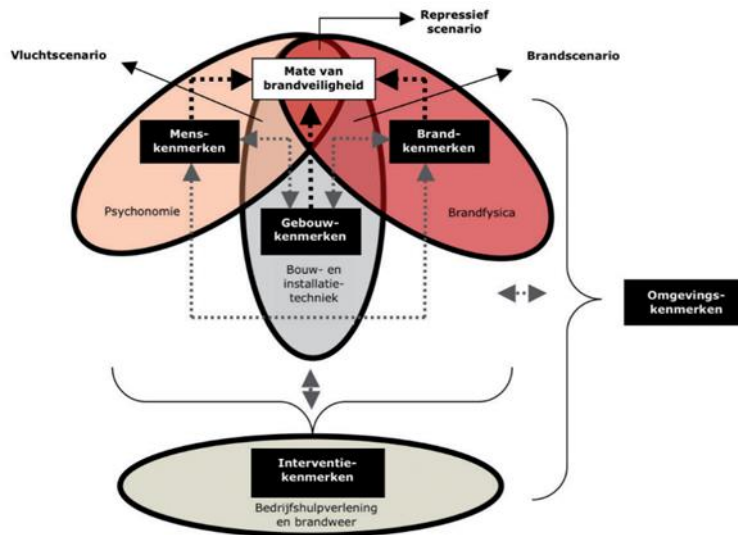 Repressief
scenario
Vluchtscenario
Brandscenario
Mate van
brandveiligheid
Mens-
kenmerken
Brand-
kenmerken
Psychonomie
Brandfysica
Gebouw-
kenmerken
Bouw- en
installatie-
techniek
Omgevings-
kenmerken
Interventie-
kenmerken
Bedrijfshulpverlening
en brandweer